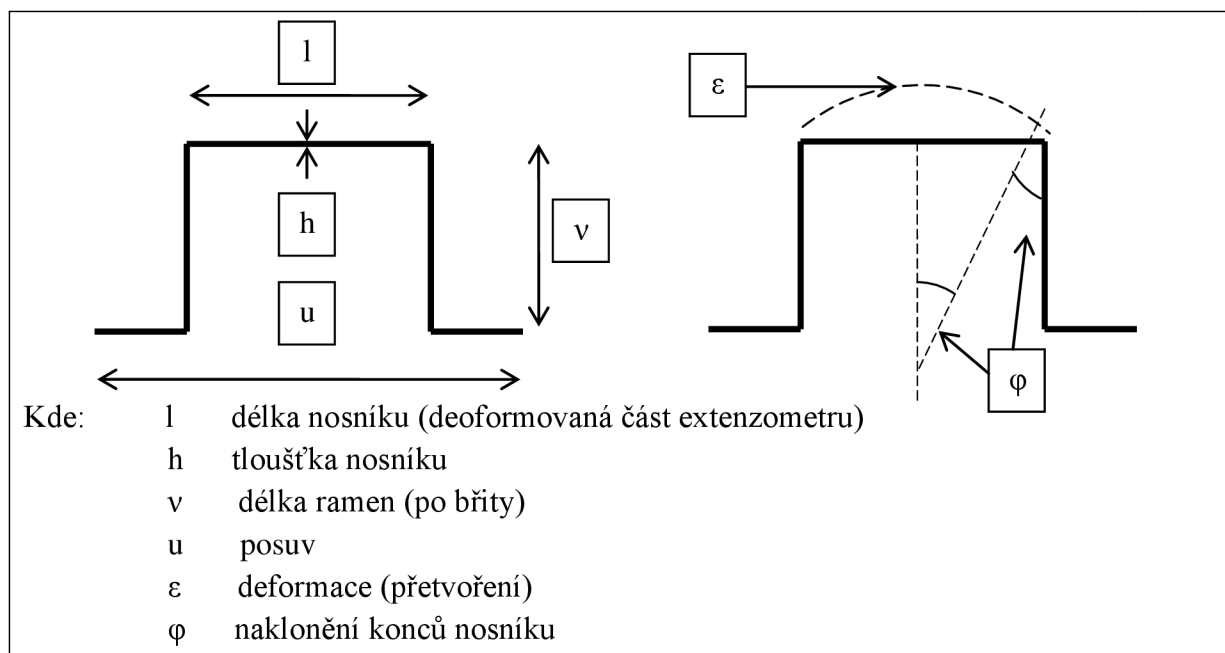 l
ε
h
ν
u
φ
Kde: l délka nosníku (deoformovaná část extenzometru)
h tloušťka nosníku
ν délka ramen (po břity)
u posuv
ε deformace (přetvoření)
φ naklonění konců nosníku